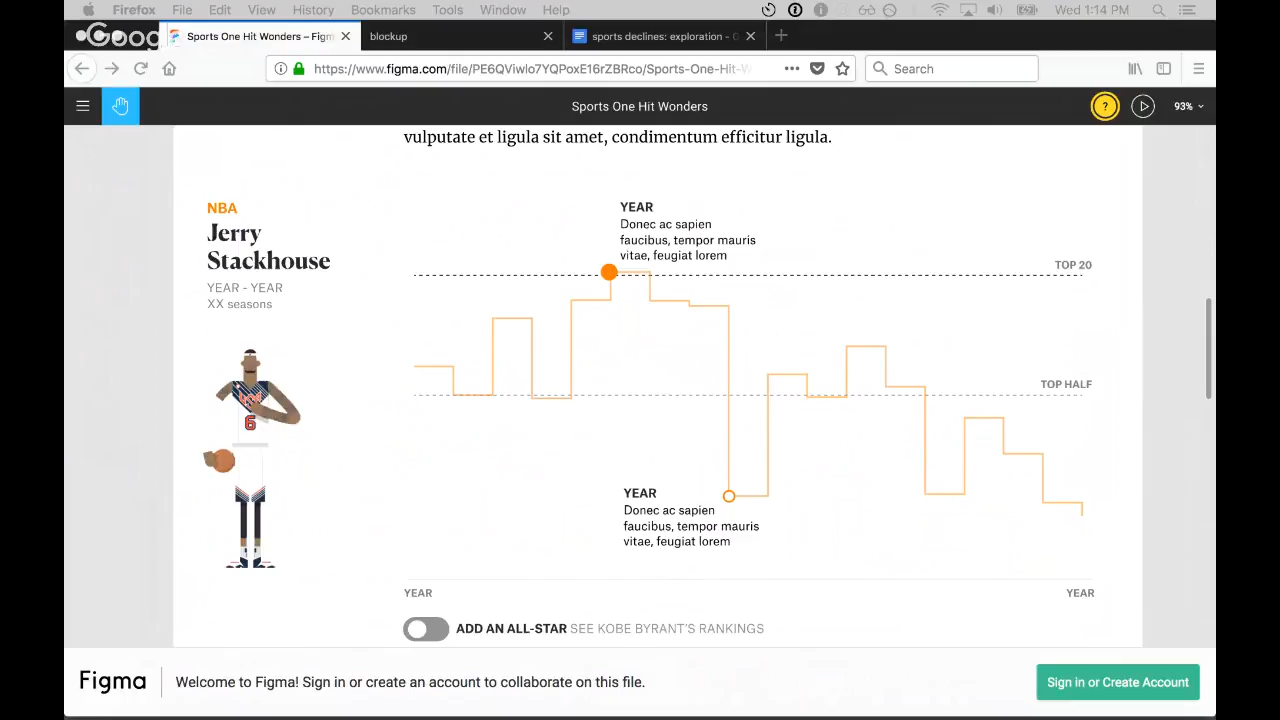 Firefox File Edit View History Bookmarks Tools Window Help Wed 1:14 PM
Google
Sports One Hit Wonders – Figm
blockup
sports declines: exploration -
https://www.figma.com/file/PE6QViwlo7YQPoxE16rZBRco/Sports-One-Hit-W
Search
Sports One Hit Wonders
?
93%
vulputate et ligula sit amet, condimentum efficitur ligula.
NBA
Jerry
Stackhouse
YEAR - YEAR
XX seasons
YEAR
Donec ac sapien
faucibus, tempor mauris
vitae, feugiat lorem
TOP 20
TOP HALF
6
YEAR
Donec ac sapien
faucibus, tempor mauris
vitae, feugiat lorem
YEAR
YEAR
ADD AN ALL-STAR SEE KOBE BYRANT'S RANKINGS
Figma
Welcome to Figma! Sign in or create an account to collaborate on this file.
Sign in or Create Account